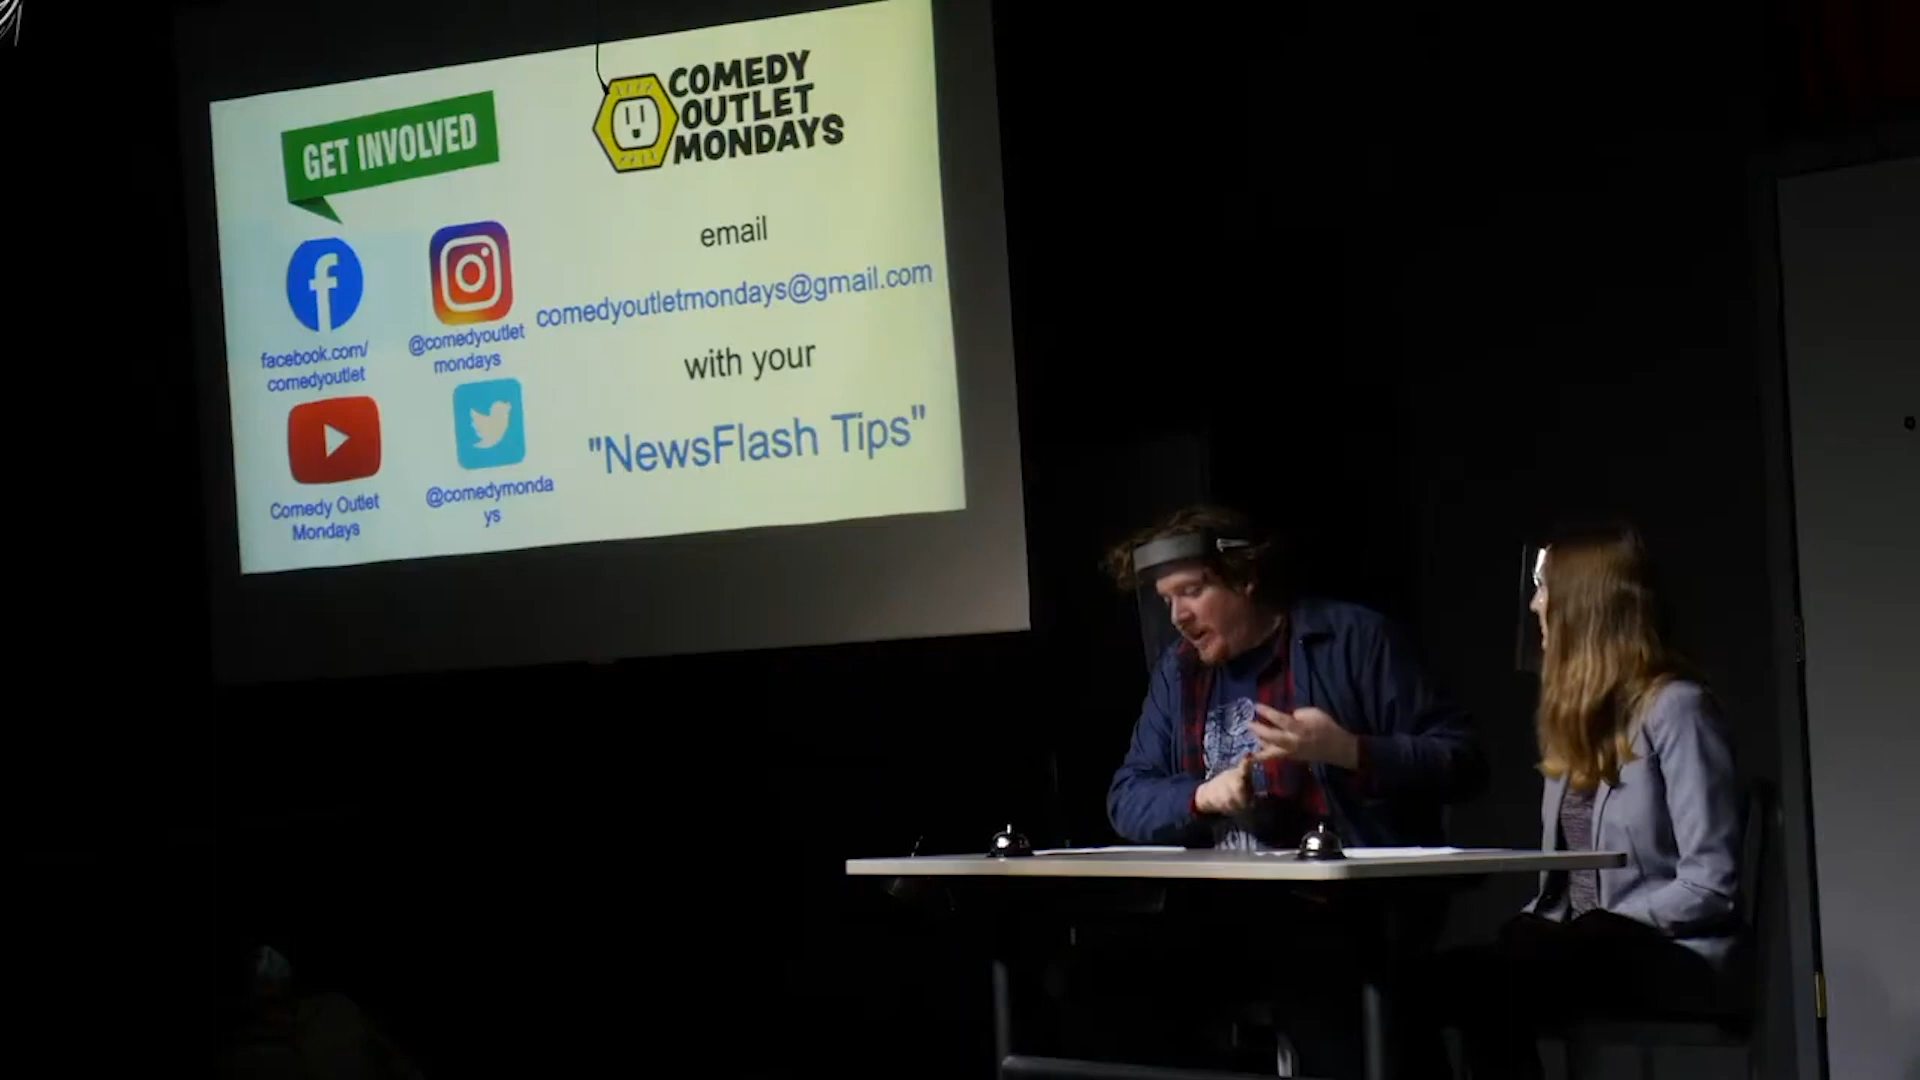 GET INVOLVED
facebook.com/
comedyoutlet
@comedyoutlet
mondays
Comedy Outlet
Mondays
@comedymonda
ys
COMEDY
OUTLET
MONDAYS
email
comedyoutletmondays@gmail.com
with your
"NewsFlash Tips"